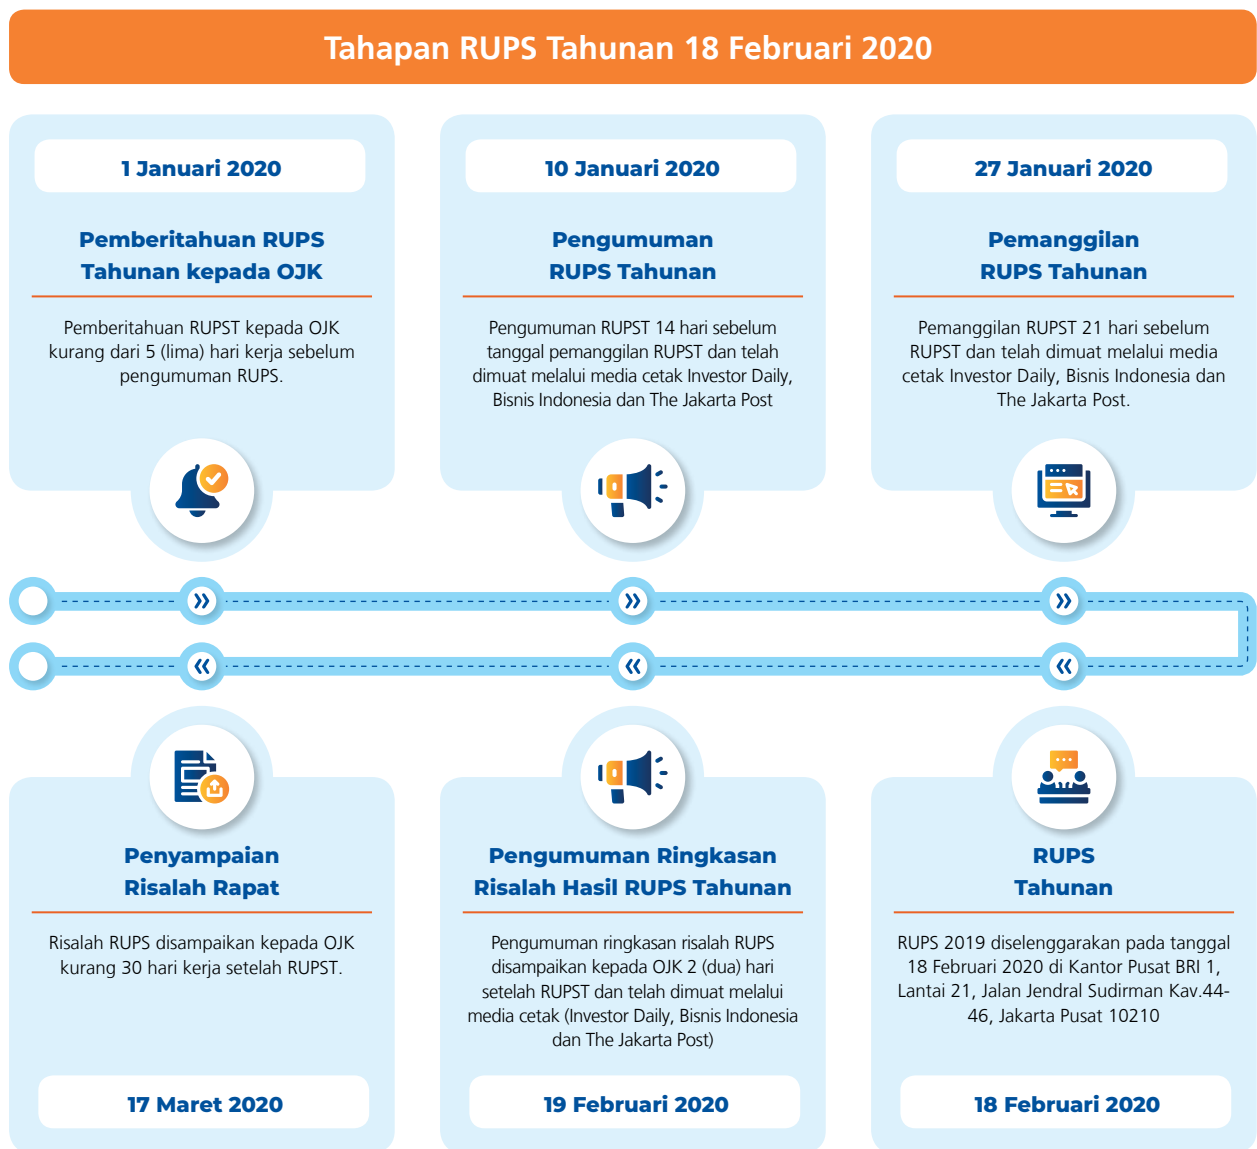 Tahapan RUPS Tahunan 18 Februari 2020
1 Januari 2020
Pemberitahuan RUPS
Tahunan kepada OJK
Pemberitahuan RUPST kepada OJK
kurang dari 5 (lima) hari kerja sebelum
pengumuman RUPS.
10 Januari 2020
Pengumuman
RUPS Tahunan
Pengumuman RUPST 14 hari sebelum
tanggal pemanggilan RUPST dan telah
dimuat melalui media cetak Investor Daily,
Bisnis Indonesia dan The Jakarta Post
27 Januari 2020
Pemanggilan
RUPS Tahunan
Pemanggilan RUPST 21 hari sebelum
RUPST dan telah dimuat melalui media
cetak Investor Daily, Bisnis Indonesia dan
The Jakarta Post.
RUPS
Tahunan
RUPS 2019 diselenggarakan pada tanggal
18 Februari 2020 di Kantor Pusat BRI 1,
Lantai 21, Jalan Jendral Sudirman Kav.44-
46, Jakarta Pusat 10210
18 Februari 2020
Pengumuman Ringkasan
Risalah Hasil RUPS Tahunan
Pengumuman ringkasan risalah RUPS
disampaikan kepada OJK 2 (dua) hari
setelah RUPST dan telah dimuat melalui
media cetak (Investor Daily, Bisnis Indonesia
dan The Jakarta Post)
19 Februari 2020
Penyampaian
Risalah Rapat
Risalah RUPS disampaikan kepada OJK
kurang 30 hari kerja setelah RUPST.
17 Maret 2020